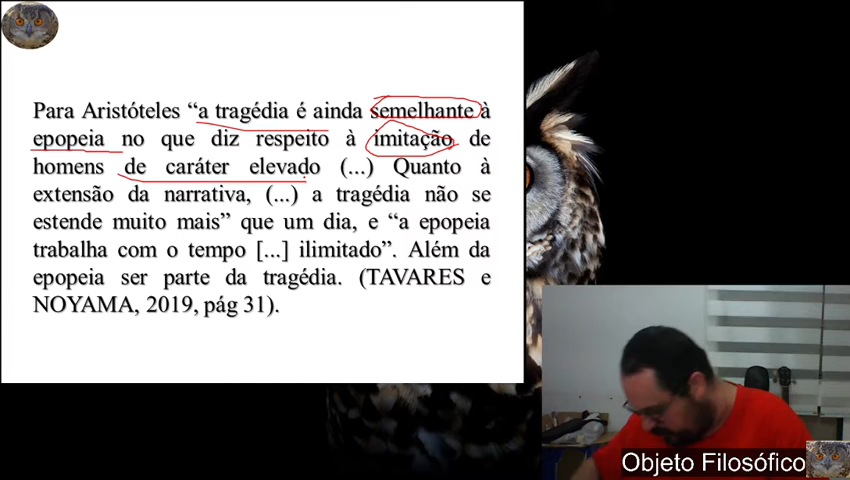 Para Aristóteles “a tragédia é ainda semelhante à
epopeia no que diz respeito à imitação de
homens de caráter elevado (...) Quanto à
extensão da narrativa, (...) a tragédia não se
estende muito mais” que um dia, e “a epopeia
trabalha com o tempo [...] ilimitado”. Além da
epopeia ser parte da tragédia. (TAVARES e
NOYAMA, 2019, pág 31).
Objeto Filosófico